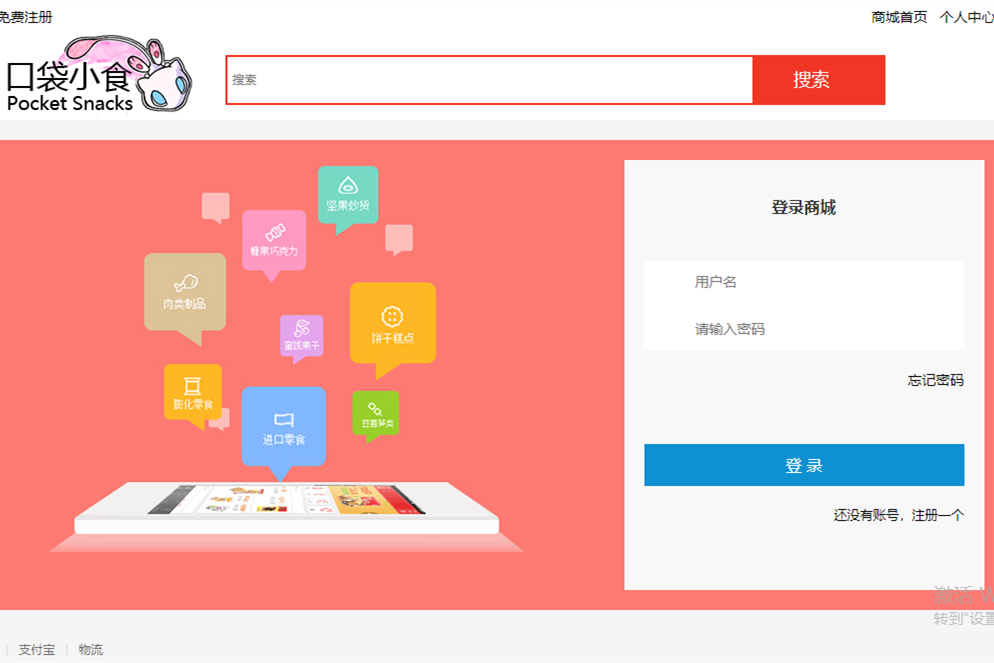 免费注册
商城首页 个人中心
口袋小食
Pocket Snacks
搜索
搜索
登录商城
坚果炒货
糖果巧克力
肉类制品
用户名
饼干糕点
请输入密码
蜜饯果干
忘记密码
膨化零食
豆菌笋类
进口零食
登 录
还没有账号，注册一个
激活 W
转到"设置
| 支付宝 | 物流